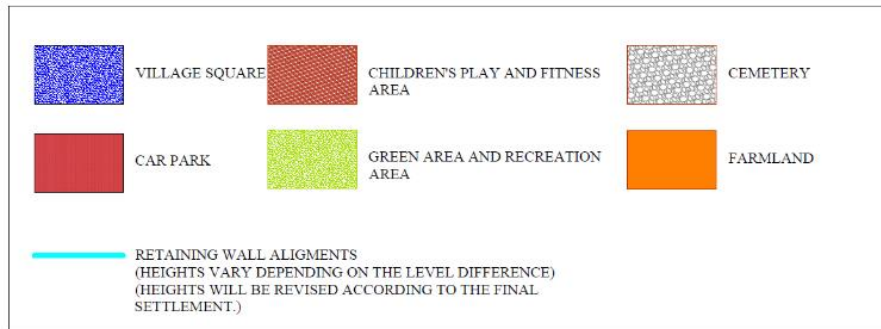 VILLAGE SQUARE
CHILDREN'S PLAY AND FITNESS
AREA
CEMETERY
CAR PARK
GREEN AREA AND RECREATION
AREA
FARMLAND
RETAINING WALL ALIGMENTS
(HEIGHTS VARY DEPENDING ON THE LEVEL DIFFERENCE)
(HEIGHTS WILL BE REVISED ACCORDING TO THE FINAL
SETTLEMENT.)